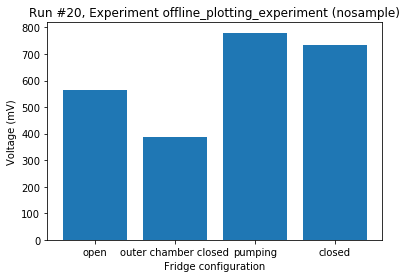 Run #20, Experiment offline_plotting_experiment (nosample)
800
700
600
500
400
300
200
100
0
Voltage (mV)
open outer chamber closed pumping closed
Fridge configuration